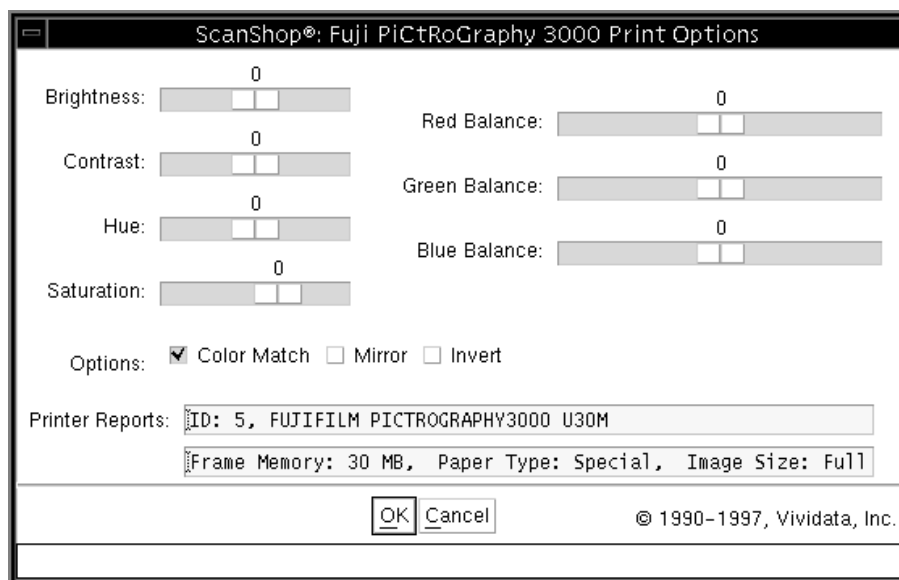 ScanShop®: Fuji PiCtRoGraphy 3000 Print Options
0
Brightness:
0
Contrast:
0
Hue:
0
Saturation:
0
Red Balance:
0
Green Balance:
0
Blue Balance:
Options: Color Match Mirror Invert
Printer Reports: ID: 5, FUJIFILM PICTROGRAPHY3000 U30M
Frame Memory: 30 MB, Paper Type: Special, Image Size: Full
OK Cancel © 1990-1997, Vividata, Inc.